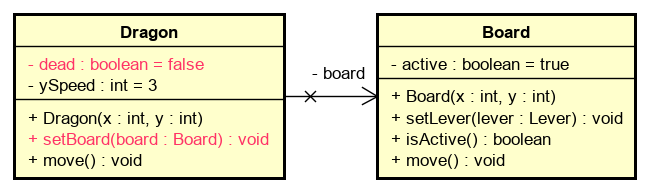 Dragon
- dead : boolean = false
- ySpeed : int = 3
+ Dragon(x : int, y : int)
+ setBoard(board : Board) : void
+ move() : void
- board
Board
- active : boolean = true
+ Board(x : int, y : int)
+ setLever(lever : Lever) : void
+ isActive() : boolean
+ move() : void